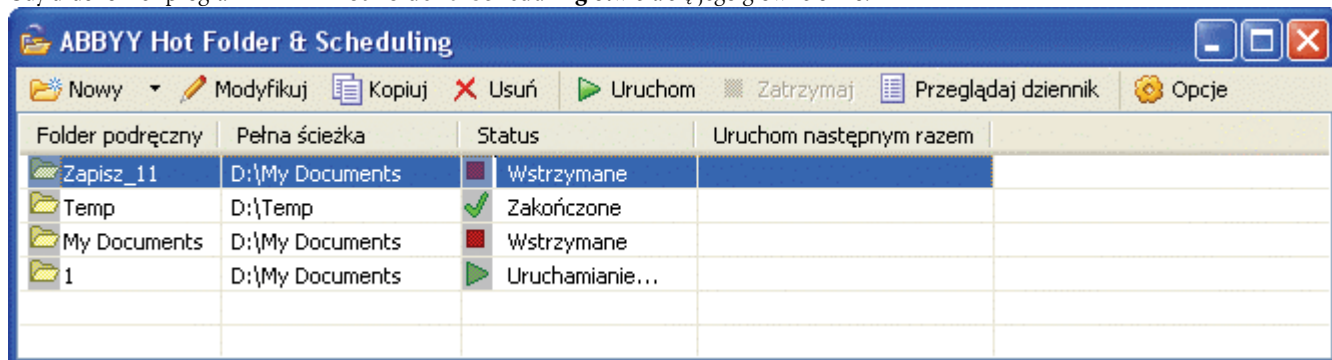 ABBYY Hot Folder & Scheduling
Nowy Modyfikuj Kopiuj Usuń Uruchom Zatrzymaj Przeglądaj dziennik Opcje
Folder podręczny Pełna ścieżka Status Uruchom następnym razem
Zapisz_11 D:\My Documents Wstrzymane
Temp D:\Temp Zakończone
My Documents D:\My Documents Wstrzymane
1 D:\My Documents Uruchamianie...